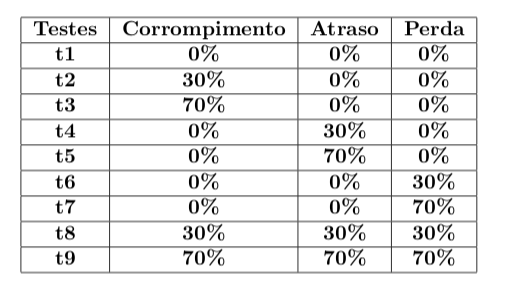 Testes Corrompimento Atraso Perda
t1 0% 0% 0%
t2 30% 0% 0%
t3 70% 0% 0%
t4 0% 30% 0%
t5 0% 70% 0%
t6 0% 0% 30%
t7 0% 0% 70%
t8 30% 30% 30%
t9 70% 70% 70%